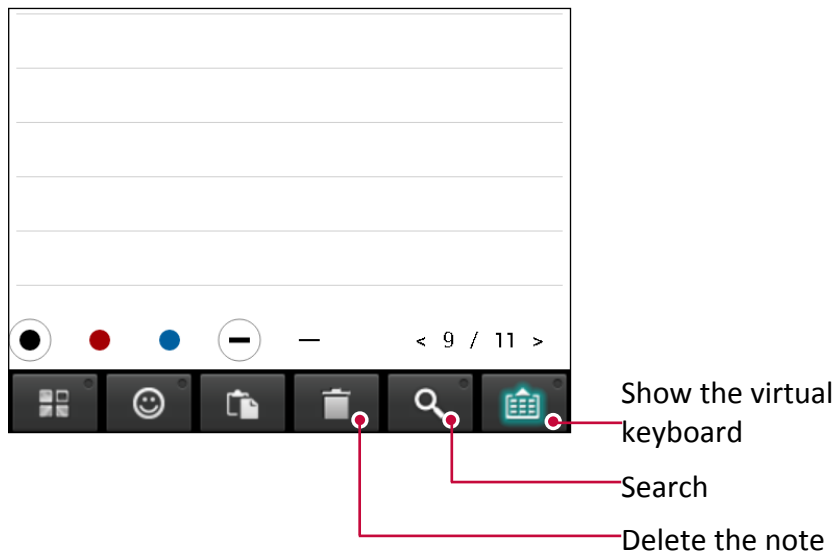 < 9 / 11 >
Show the virtual
keyboard
Search
Delete the note